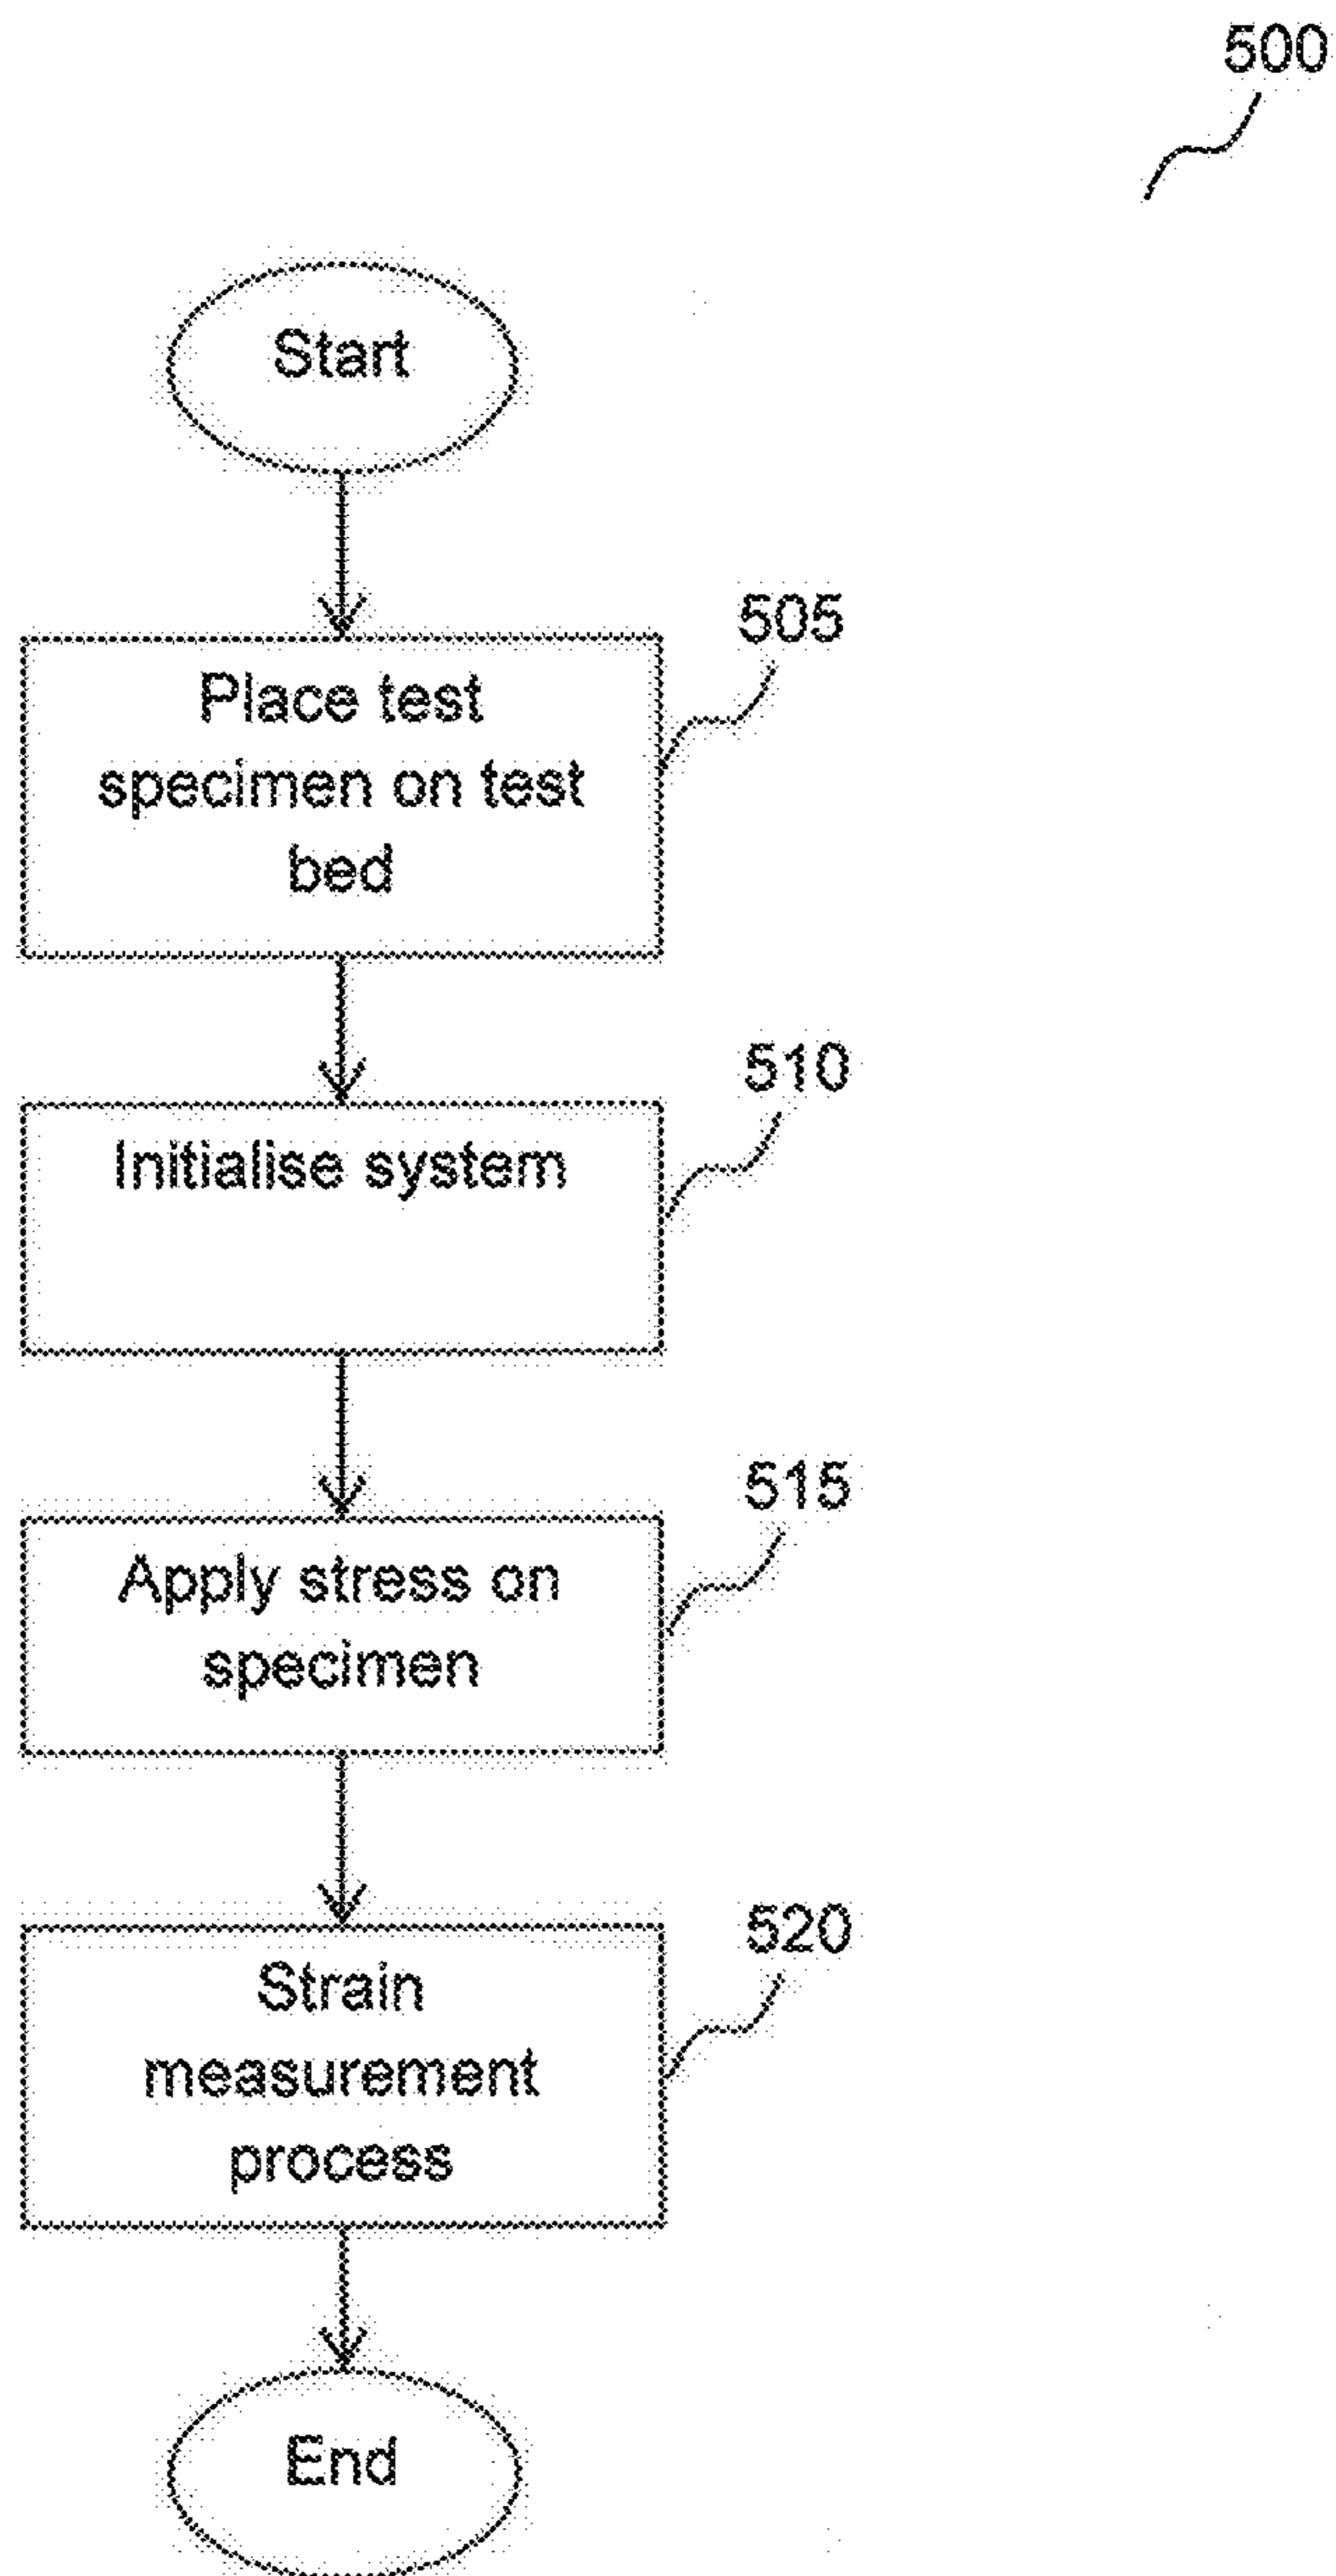 500
Start
505
Place test
specimen on test
bed
510
Initialise system
515
Apply stress on
specimen
520
Strain
measurement
process
End